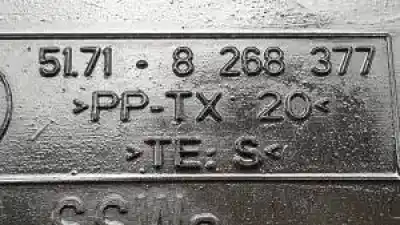 51.71 · 8 268 377
>PP-TX 20<
>TE: S<